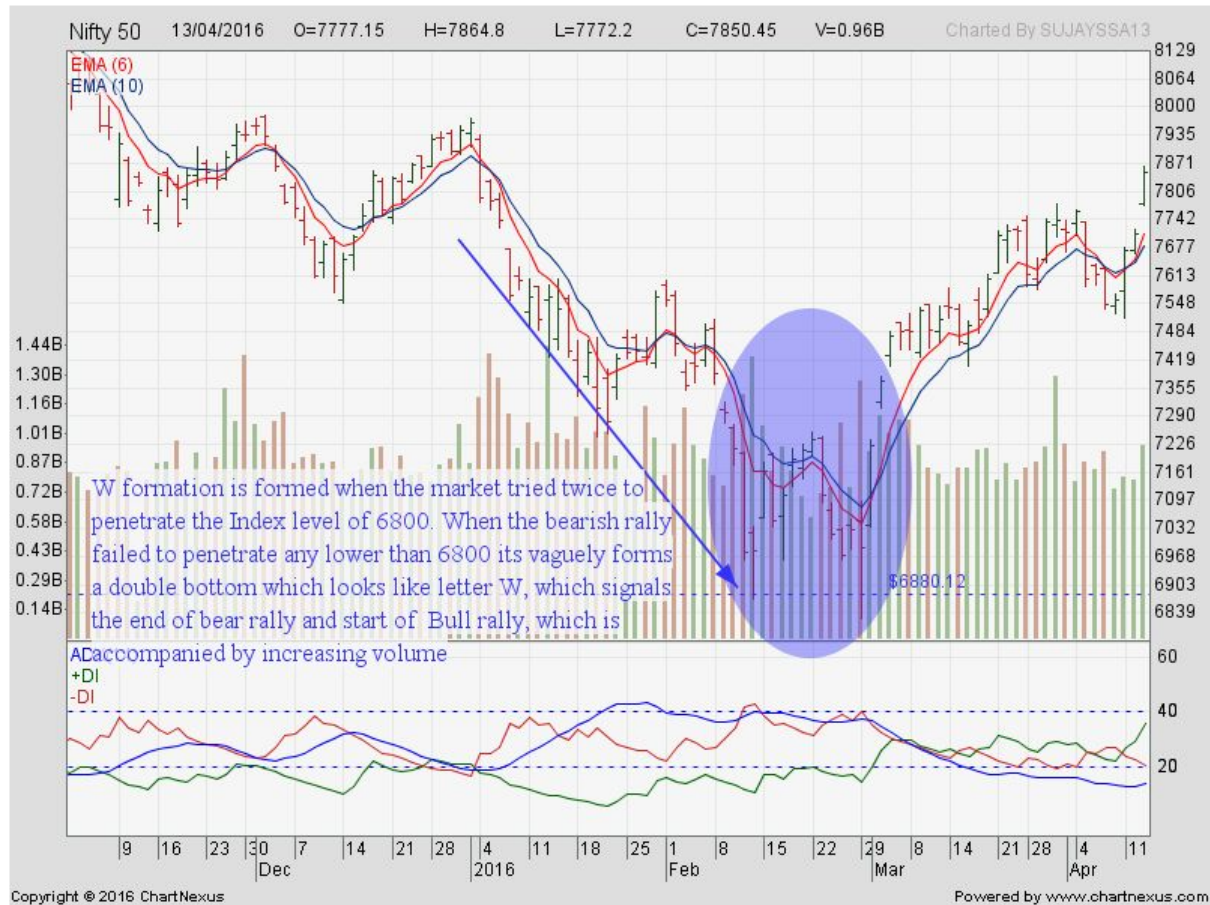 Nifty 50 13/04/2016 O=7777.15 H=7864.8 L=7772.2 C=7850.45 V=0.96B Charted By SUJAYSSA13
EMA (6)
EMA (10)
8129
8064
8000
7935
7871
7806
7742
7677
7613
7548
7484
7419
7355
7290
7226
7161
7097
7032
6968
6903
6839
1.44B
1.30B
1.16B
1.01B
0.87B
0.72B
0.58B
0.43B
0.29B
0.14B
W formation is formed when the market tried twice to
penetrate the Index level of 6800. When the bearish rally
failed to penetrate any lower than 6800 its vaguely forms
a double bottom which looks like letter W, which signals
the end of bear rally and start of Bull rally, which is
accompanied by increasing volume
$6880.12
+DI
-DI
60
40
20
9 16 23 30 7 14 21 28 4 11 18 25 1 8 15 22 29 8 14 21 28 4 11
Dec 2016 Feb Mar Apr
Copyright © 2016 ChartNexus Powered by www.chartnexus.com